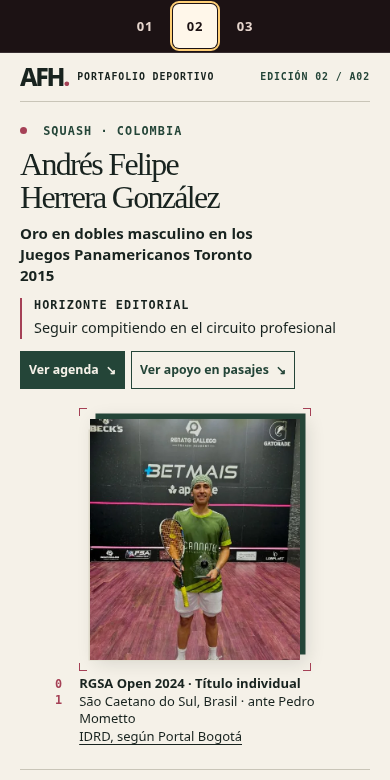 01 02 03
AFH. PORTAFOLIO DEPORTIVO EDICIÓN 02 / A02
SQUASH · COLOMBIA
Andrés Felipe
Herrera González
Oro en dobles masculino en los
Juegos Panamericanos Toronto
2015
HORIZONTE EDITORIAL
Seguir compitiendo en el circuito profesional
Ver agenda ↘ Ver apoyo en pasajes ↘
BECK'S
RENATO GALLEGO
GATORADE
BETMAIS
01 RGSA Open 2024 · Título individual
São Caetano do Sul, Brasil · ante Pedro
Mometto
IDRD, según Portal Bogotá